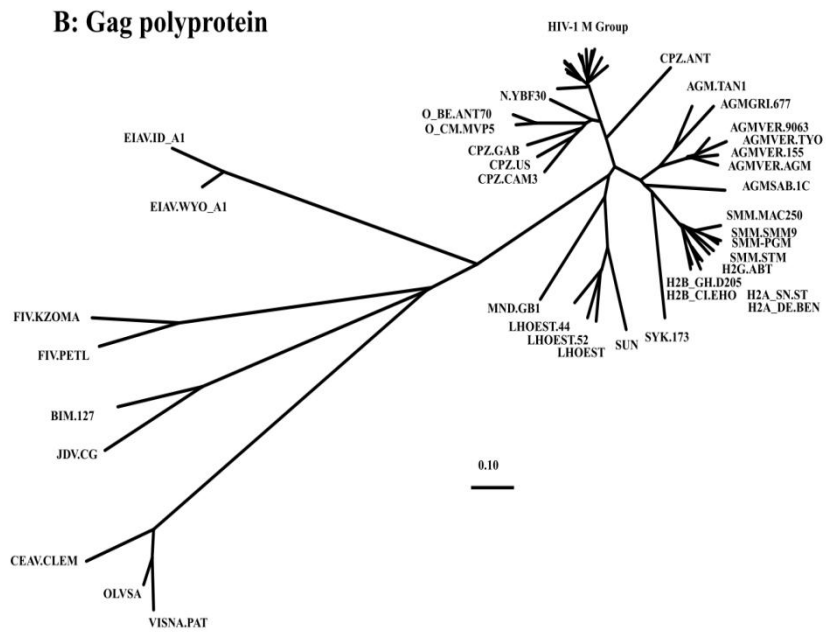 B: Gag polyprotein
HIV-1 M Group
CPZ.ANT
AGM.TAN1
N.YBF30
AGMGRI.677
O_BE.ANT70
O_CM.MVP5
AGMVER.9063
AGMVER.TYO
AGMVER.155
AGMVER.AGM
EIAV.ID_A1
CPZ.GAB
CPZ.US
CPZ.CAM3
AGMSAB.1C
EIAV.WYO_A1
SMM.MAC250
SMM.SMM9
SMM-PGM
SMM.STM
H2G.ABT
H2B_GH.D205
H2B_CI.EHO
H2A_SN.ST
H2A_DE.BEN
MND.GB1
FIV.KZOMA
LHOEST.44
LHOEST.52
LHOEST
SUN
SYK.173
FIV.PETL
BIM.127
JDV.CG
0.10
CEAV.CLEM
OLVSA
VISNA.PAT